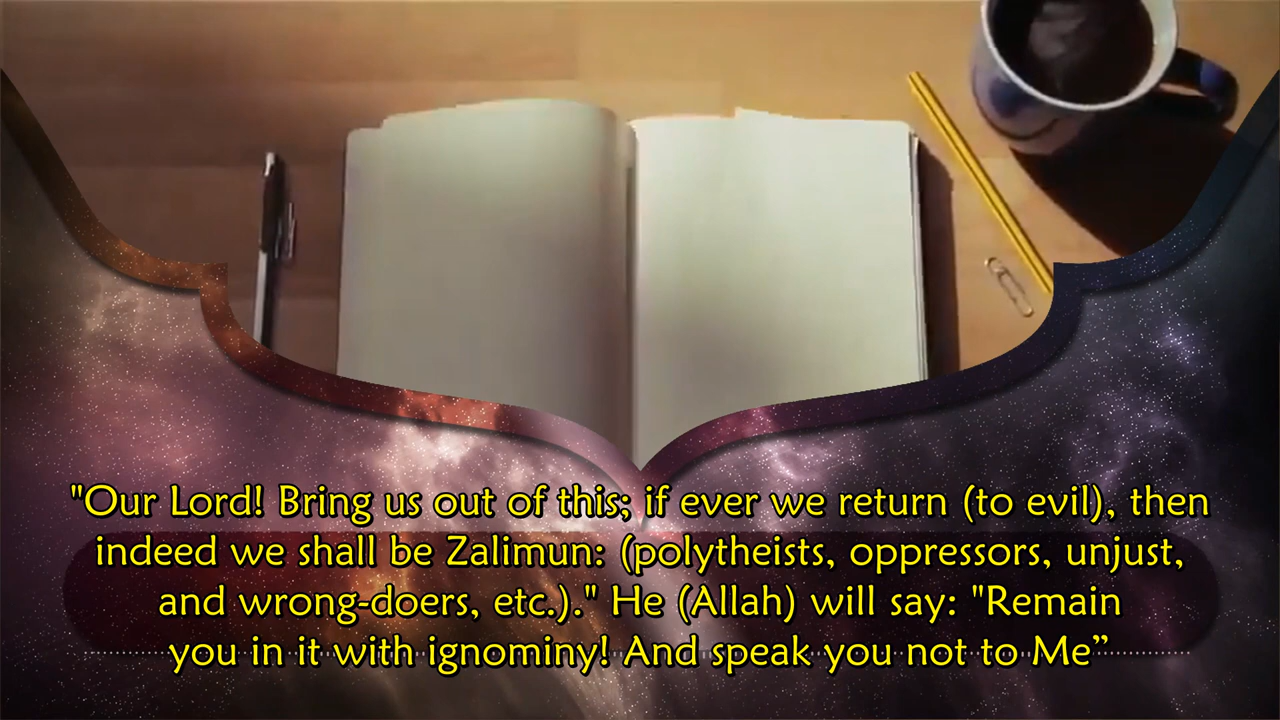 "Our Lord! Bring us out of this; if ever we return (to evil), then
indeed we shall be Zalimun: (polytheists, oppressors, unjust,
and wrong-doers, etc.)." He (Allah) will say: "Remain
you in it with ignominy! And speak you not to Me”